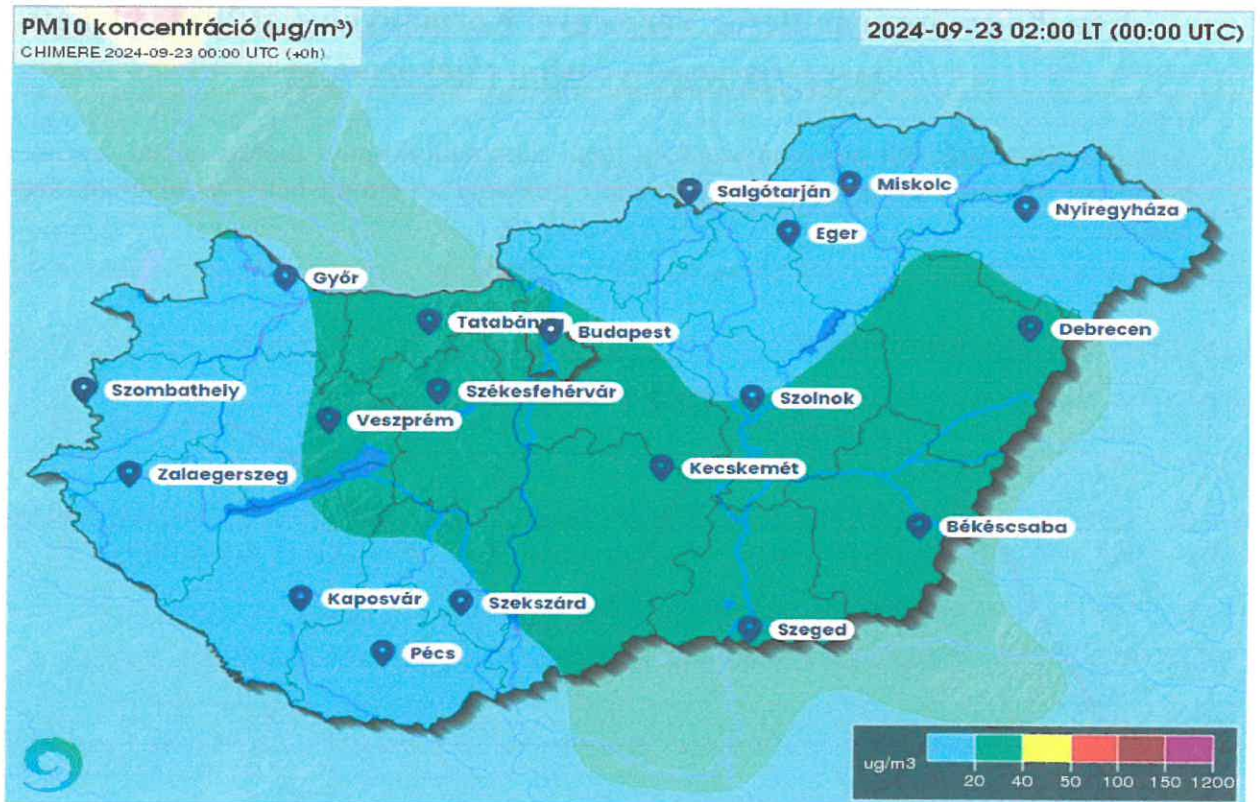 PM10 koncentráció (µg/m³)
CHIMERE 2024-09-23 00:00 UTC (+0h)
2024-09-23 02:00 LT (00:00 UTC)
Salgótarján
Miskolc
Nyíregyháza
Eger
Győr
Tatabán
Budapest
Debrecen
Szombathely
Székesfehérvár
Szolnok
Veszprém
Zalaegerszeg
Kecskemét
Békéscsaba
Kaposvár
Szekszárd
Szeged
Pécs
ug/m3
20 40 50 100 150 1200